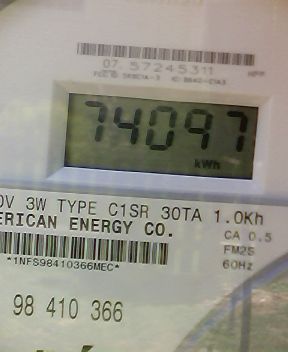 07 57245311
74097
kWh
0V 3W TYPE C1SR 30TA 1.0Kh
ERICAN ENERGY CO.
CA 0.5
FM2S
*1NFS98410366MEC*
60Hz
98 410 366